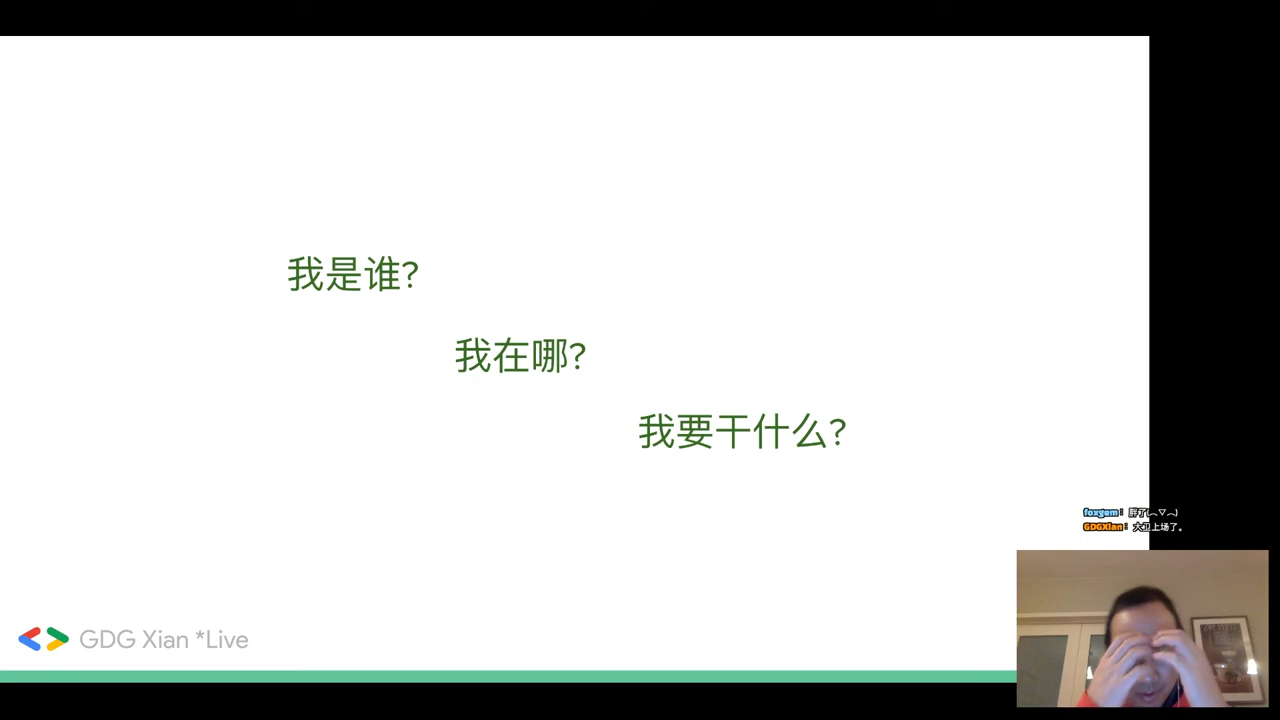 我是谁?
我在哪?
我要干什么?
foxgem: 胖了(︿▽︿)
GDGXian: 大卫上场了。
GDG Xian *Live